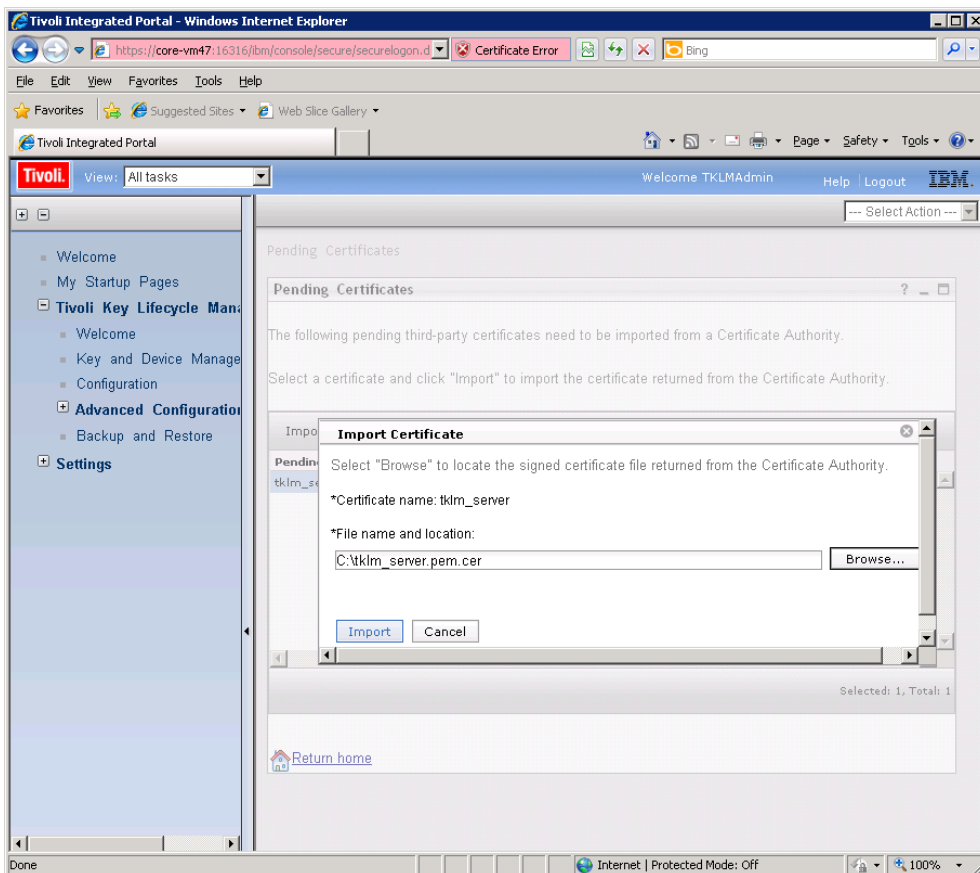 Tivoli Integrated Portal - Windows Internet Explorer
https://core-vm47:16316/ibm/console/secure/securelogon.d
Certificate Error
Bing
File Edit View Favorites Tools Help
Favorites Suggested Sites Web Slice Gallery
Tivoli Integrated Portal
Page Safety Tools
Tivoli. View: All tasks Welcome TKLMAdmin Help Logout IBM.
--- Select Action ---
Welcome
My Startup Pages
Tivoli Key Lifecycle Mana
Welcome
Key and Device Manage
Configuration
Advanced Configuration
Backup and Restore
Settings
Pending Certificates
Pending Certificates ?
The following pending third-party certificates need to be imported from a Certificate Authority.
Select a certificate and click "Import" to import the certificate returned from the Certificate Authority.
Impo
Pendin
tklm_se
Import Certificate
Select "Browse" to locate the signed certificate file returned from the Certificate Authority.
*Certificate name: tklm_server
*File name and location:
C:\tklm_server.pem.cer Browse...
Import Cancel
Selected: 1, Total: 1
Return home
Done Internet | Protected Mode: Off 100%